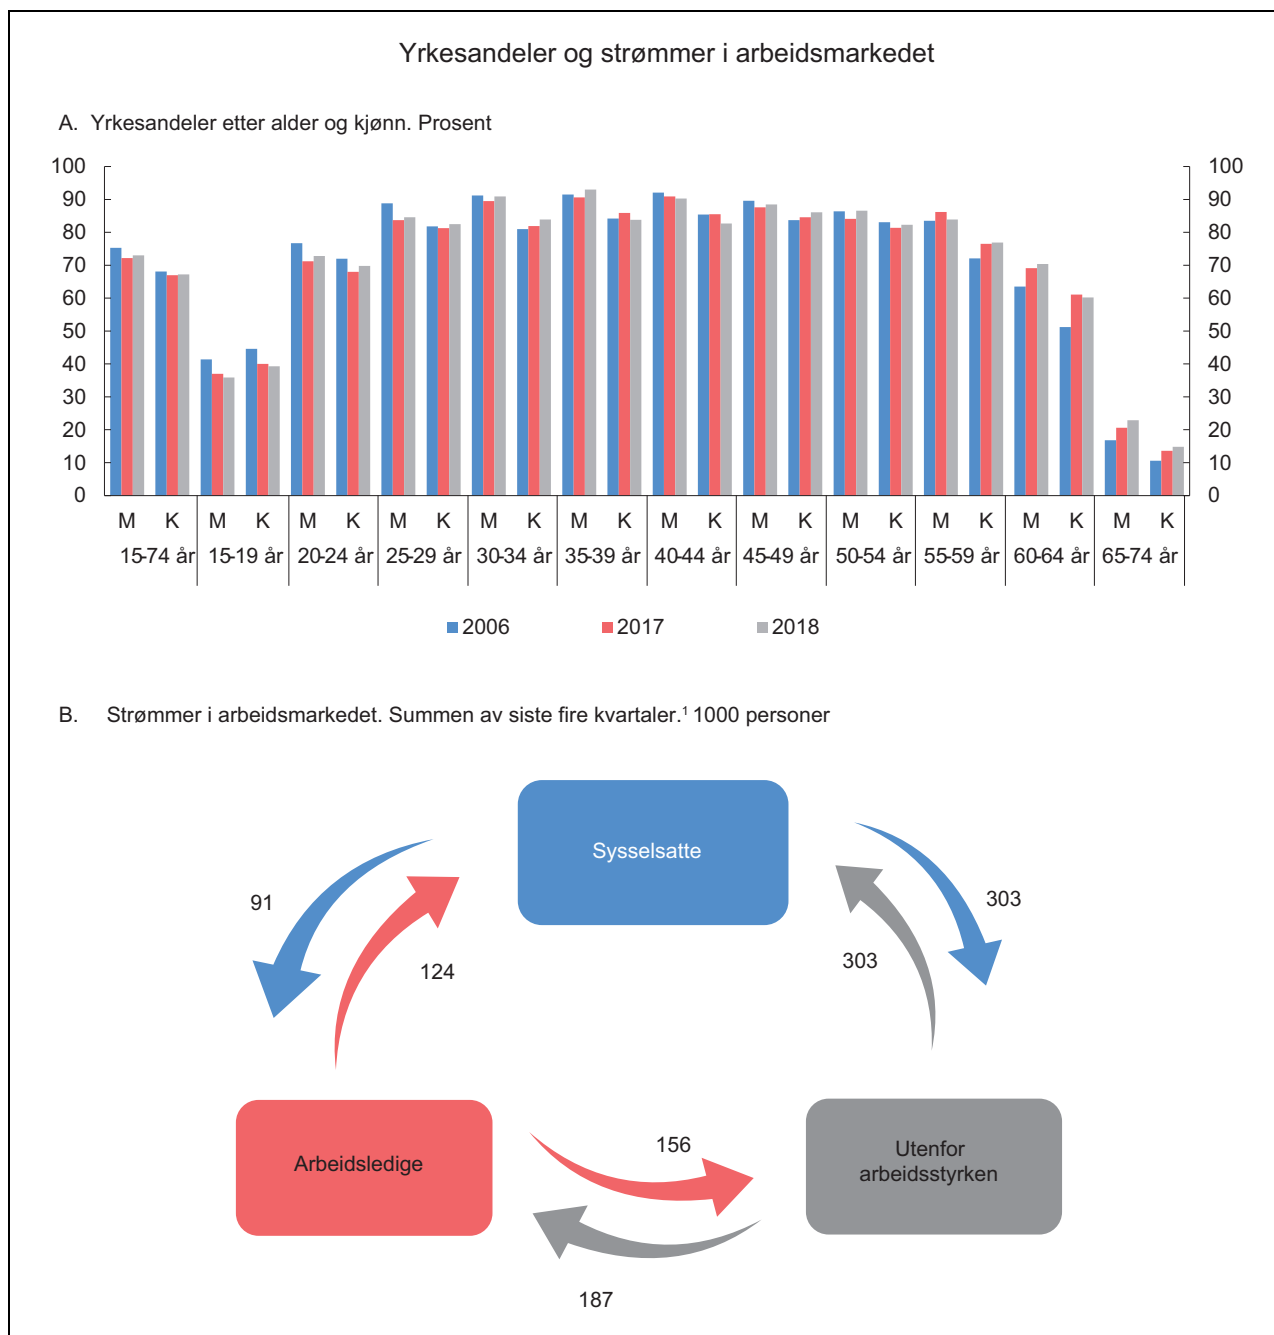 Yrkesandeler og strømmer i arbeidsmarkedet
A. Yrkesandeler etter alder og kjønn. Prosent
100 100
90 90
80 80
70 70
60 60
50 50
40 40
30 30
20 20
10 10
0 0
M K M K M K M K M K M K M K M K M K M K M K M K
15-74 år 15-19 år 20-24 år 25-29 år 30-34 år 35-39 år 40-44 år 45-49 år 50-54 år 55-59 år 60-64 år 65-74 år
2006 2017 2018
B. Strømmer i arbeidsmarkedet. Summen av siste fire kvartaler.¹ 1000 personer
Sysselsatte
91
303
124
303
156
Arbeidsledige
Utenfor
arbeidsstyrken
187